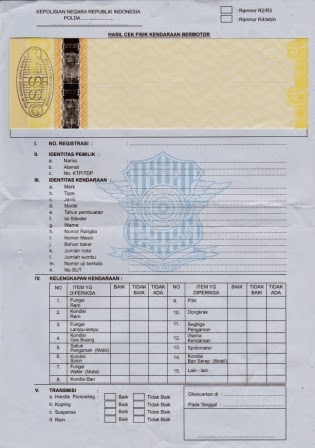 KEPOLISIAN NEGARA REPUBLIK INDONESIA
POLDA
Ranmor R2/R3
Ranmor R4/lebih
HASIL CEK FISIK KENDARAAN BERMOTOR
I. NO. REGISTRASI :
II. IDENTITAS PEMILIK :
a. Nama :
b. Alamat :
c. No. KTP/TDP :
III. IDENTITAS KENDARAAN :
a. Merk :
b. Type :
c. Jenis :
d. Model :
e. Tahun pembuatan :
f. Isi Silinder :
g. Warna :
h. Nomor Rangka :
i. Nomor Mesin :
j. Bahan bakar :
k. Jumlah roda :
l. Jumlah sumbu :
m. Nomor uji berkala :
n. No SUT :
IV. KELENGKAPAN KENDARAAN :
NO ITEM YG DIPERIKSA BAIK TIDAK BAIK TIDAK ADA NO ITEM YG DIPERIKSA BAIK TIDAK BAIK TIDAK ADA
1. Fungsi Rem 9. P3K
2. Kondisi Rem 10. Dongkrak
3. Fungsi Lampu-lampu 11. Segitiga Pengaman
4. Kondisi Gas Buang 12. Warna Kendaraan
5. Sabuk Pengaman (Mobil) 13. Spidometer
6. Kondisi 14. Kondisi Ban Serep (Mobil)
7. Fungsi (Mobil) 15. Lain - lain
8. Kondisi Ban
V. TRANSMISI : Dikeluarkan di :
a. Handle Perseneling : Baik Tidak Baik Pada Tanggal :
b. Kopling : Baik Tidak Baik
c. Suspensi : Baik Tidak Baik
d. Rem : Baik Tidak Baik